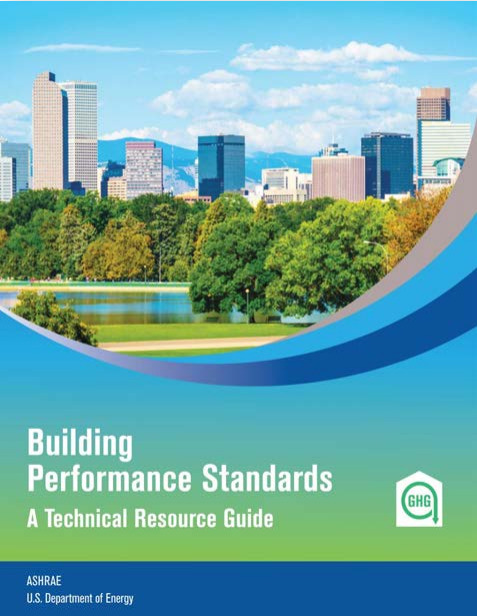 Building
Performance Standards
A Technical Resource Guide
GHG
ASHRAE
U.S. Department of Energy